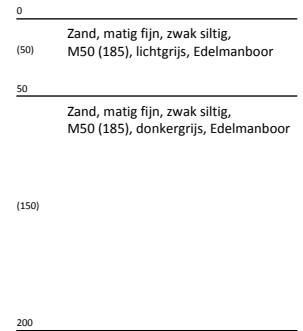 0
Zand, matig fijn, zwak siltig,
(50)
M50 (185), lichtgrijs, Edelmanboor
50
Zand, matig fijn, zwak siltig,
M50 (185), donkergrijs, Edelmanboor
(150)
200